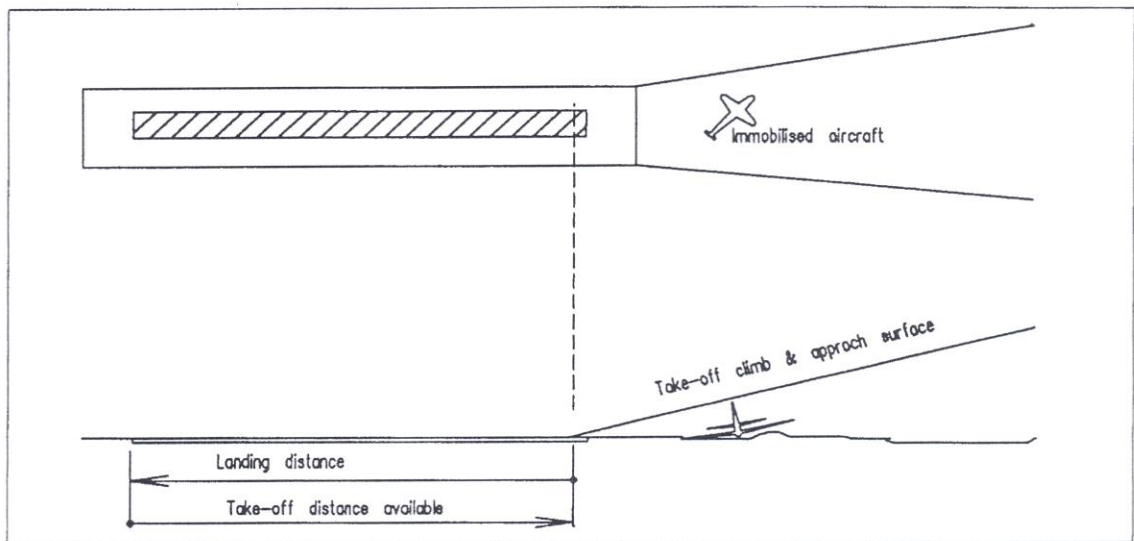 Immobilised aircraft
Take-off climb & approch surface
Landing distance
Take-off distance available